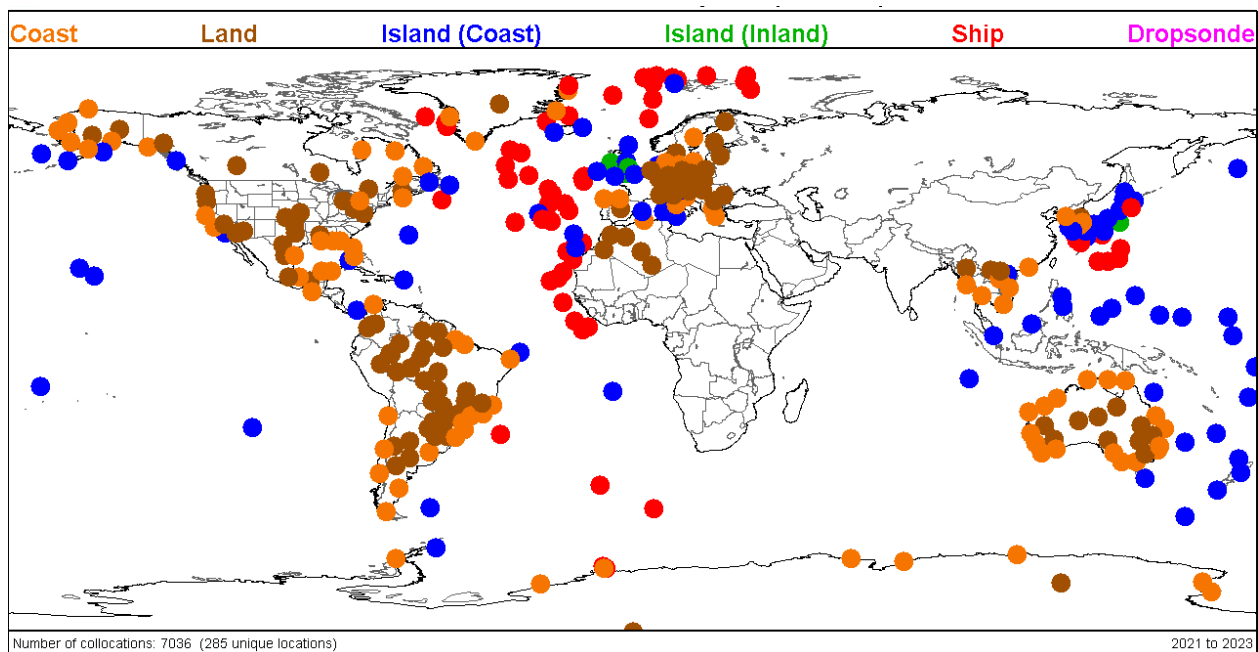 Coast Land Island (Coast) Island (Inland) Ship Dropsonde
Number of collocations: 7036 (285 unique locations) 2021 to 2023